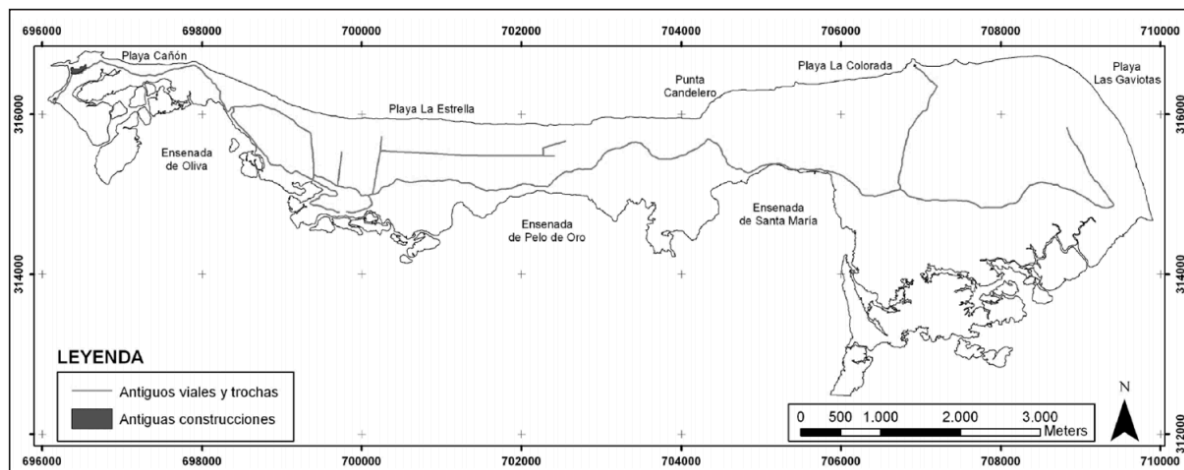 696000 698000 700000 702000 704000 706000 708000 710000
Playa Cañón
Playa La Estrella
Punta
Candelero
Playa La Colorada
Playa
Las Gaviotas
316000
316000
Ensenada
de Oliva
Ensenada
de Pelo de Oro
Ensenada
de Santa María
314000
314000
LEYENDA
Antiguos viales y trochas
Antiguas construcciones
N
0 500 1.000 2.000 3.000
Meters
312000
312000
696000 698000 700000 702000 704000 706000 708000 710000